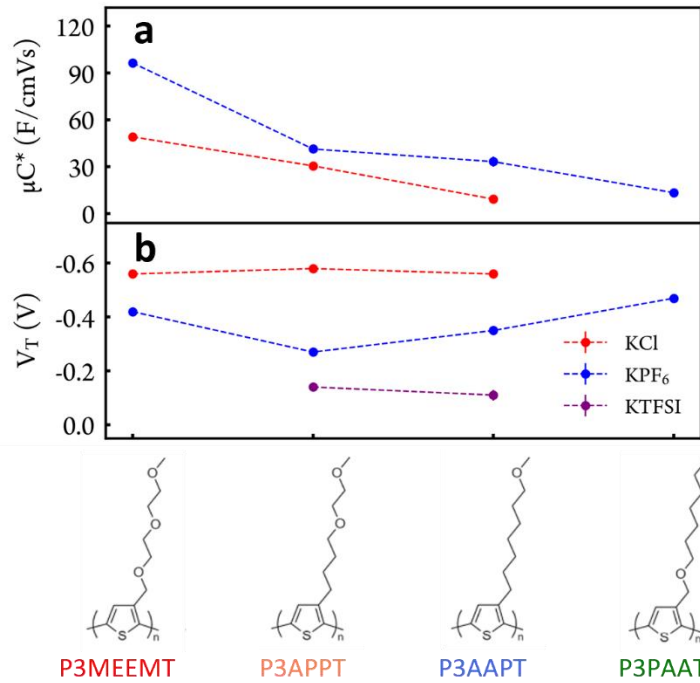 120
a
90
60
30
0
μC* (F/cmVs)
b
-0.6
-0.4
-0.2
0.0
V_T (V)
KCl
KPF₆
KTFSI
O O O O
O O
O O
S n S n S n S n
P3MEEMT P3APPT P3AAPT P3PAAT